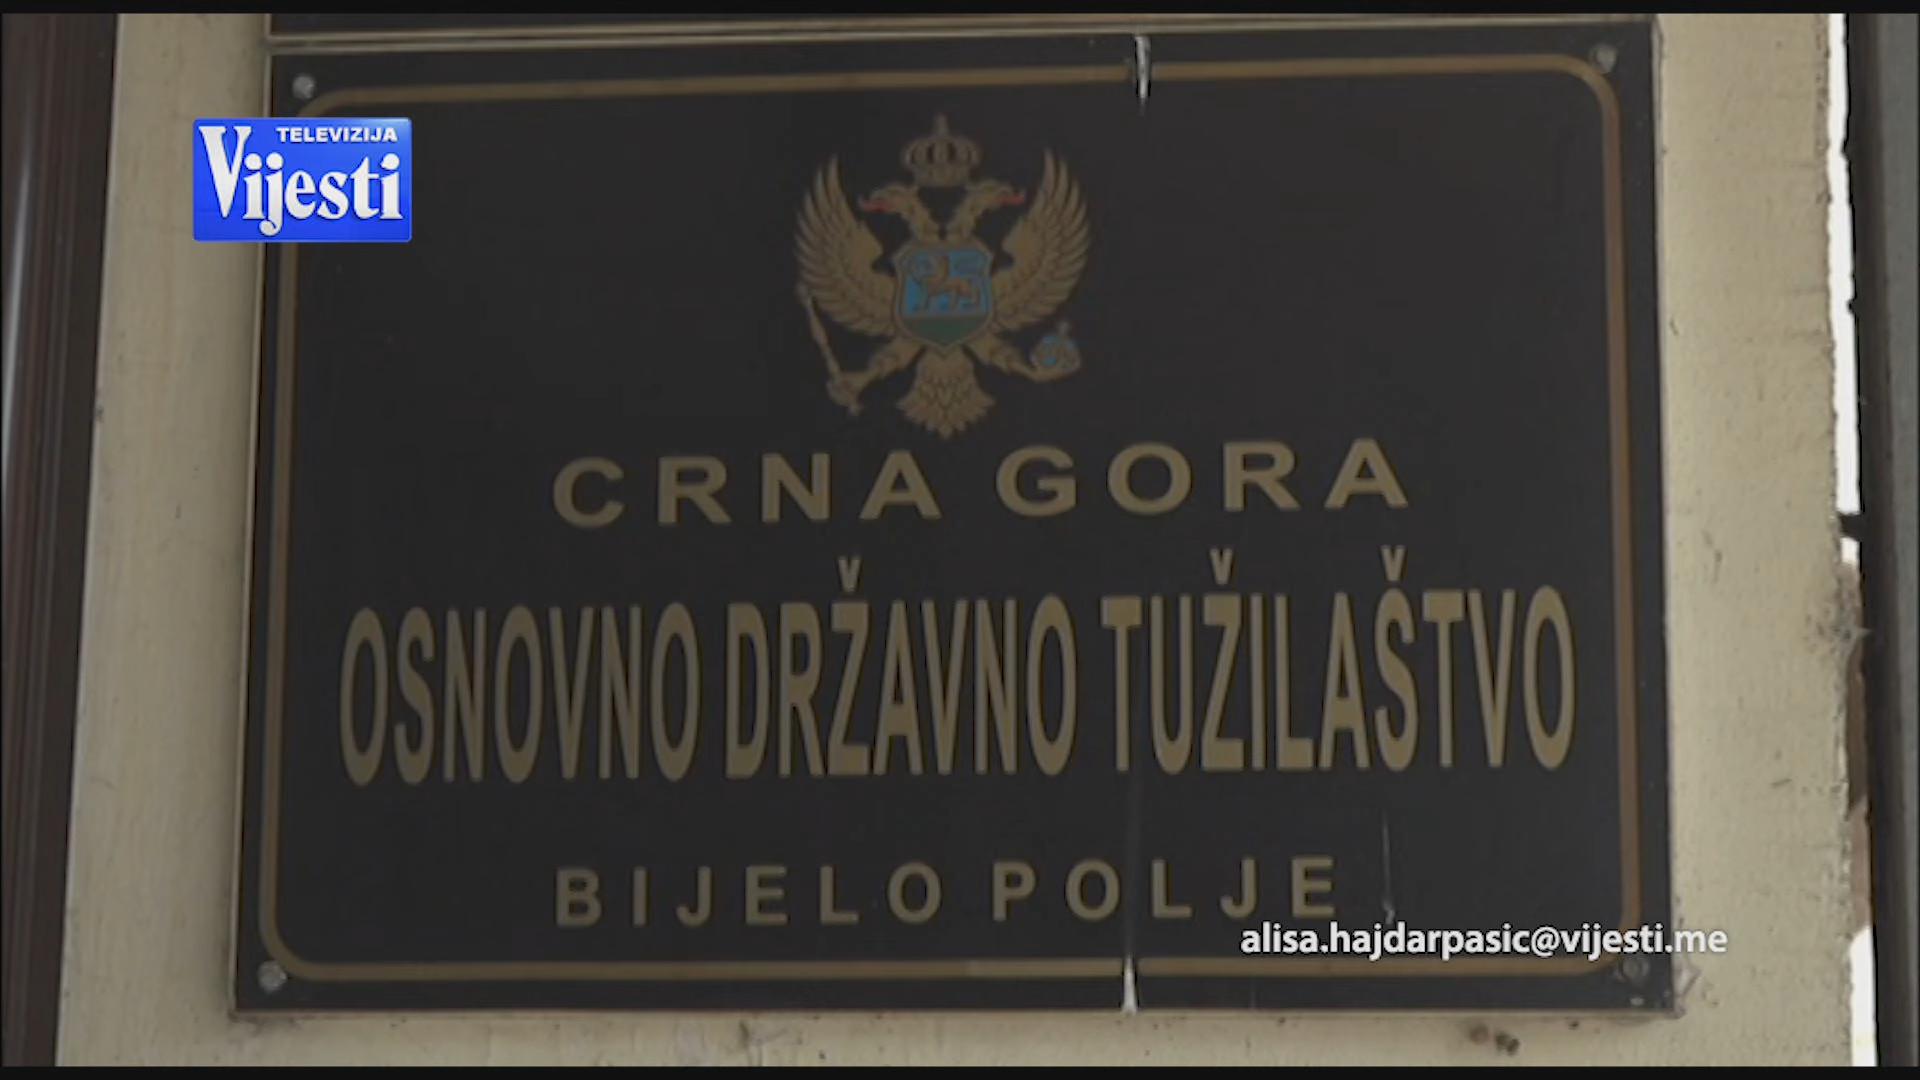 TELEVIZIJA
Vijesti
CRNA GORA
OSNOVNO DRŽAVNO TUŽILAŠTVO
BIJELO POLJE
alisa.hajdarpasic@vijesti.me